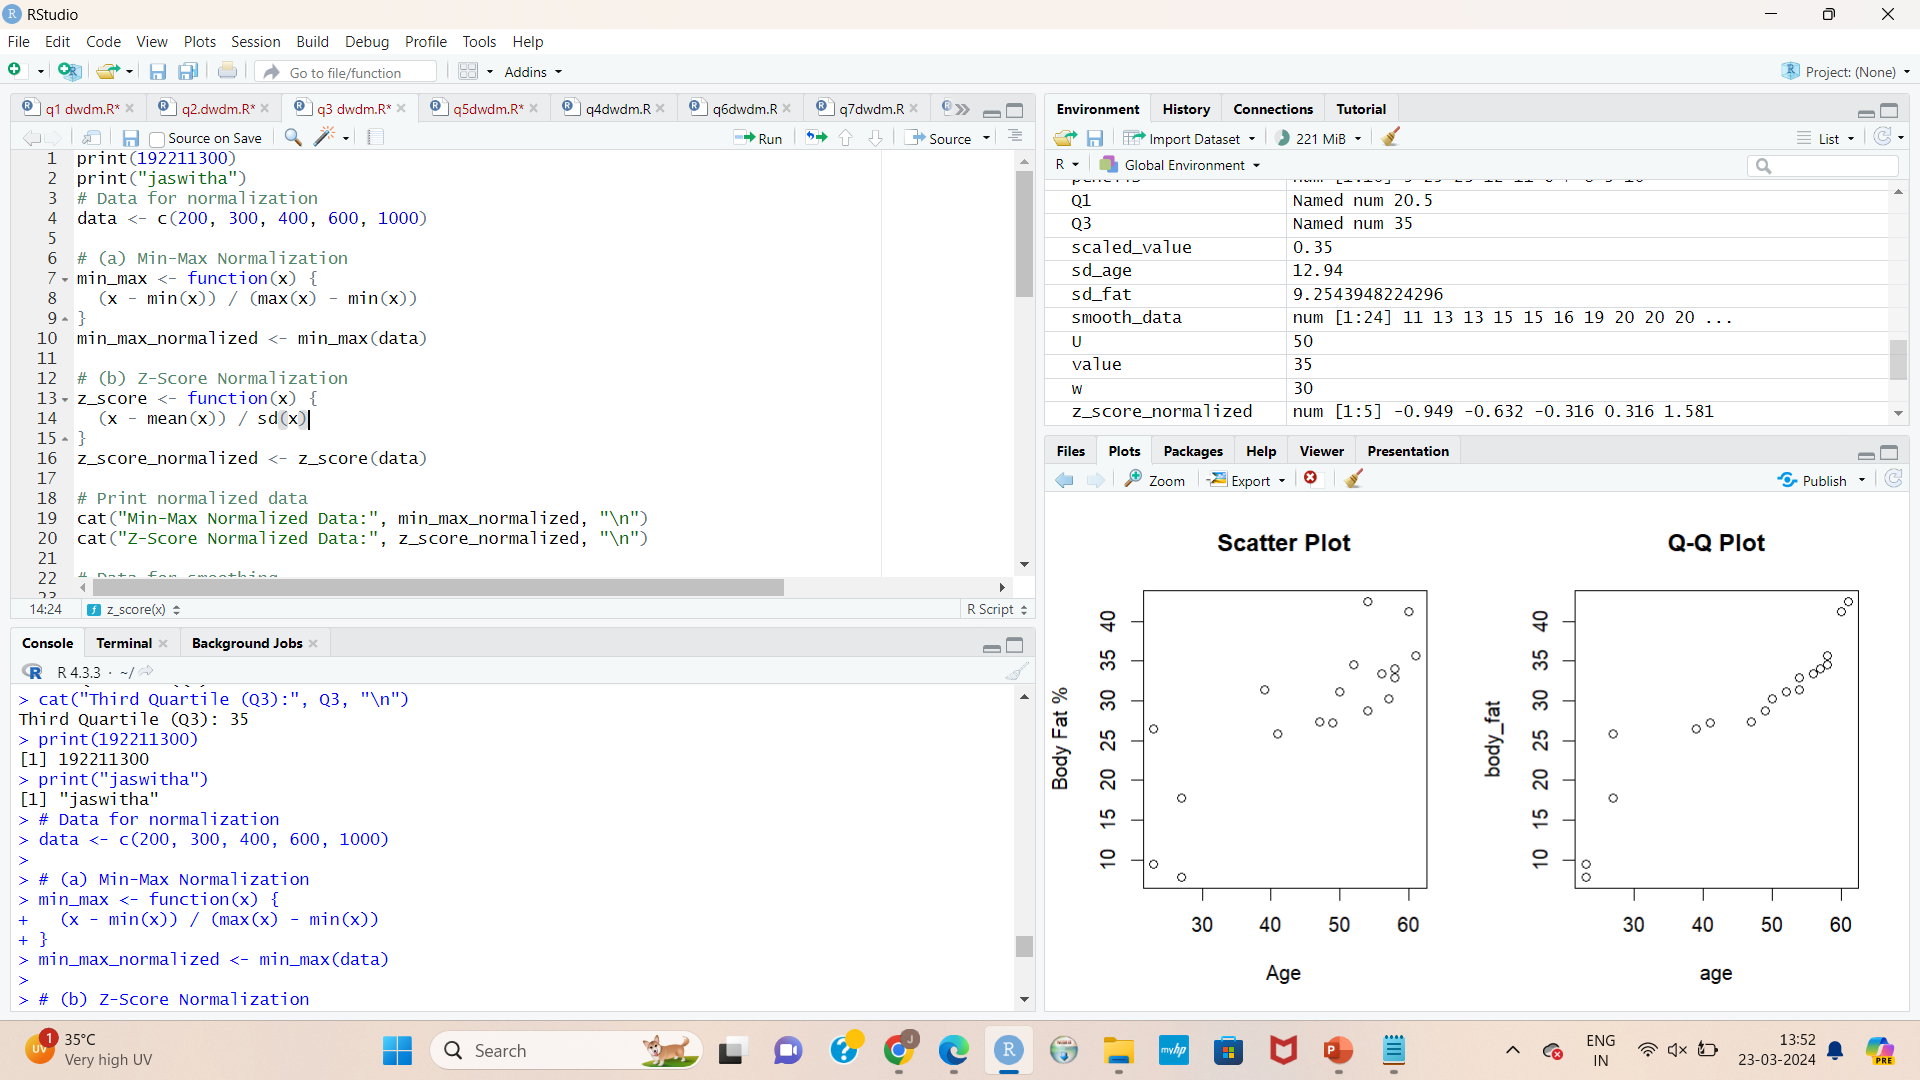 RStudio
File Edit Code View Plots Session Build Debug Profile Tools Help
Go to file/function Addins Project: (None)
q1 dwdm.R* q2.dwdm.R* q3 dwdm.R* q5dwdm.R* q4dwdm.R q6dwdm.R q7dwdm.R
Source on Save Run Source
1 print(192211300)
2 print("jaswitha")
3 # Data for normalization
4 data <- c(200, 300, 400, 600, 1000)
5
6 # (a) Min-Max Normalization
7 min_max <- function(x) {
8 (x - min(x)) / (max(x) - min(x))
9 }
10 min_max_normalized <- min_max(data)
11
12 # (b) Z-Score Normalization
13 z_score <- function(x) {
14 (x - mean(x)) / sd(x)
15 }
16 z_score_normalized <- z_score(data)
17
18 # Print normalized data
19 cat("Min-Max Normalized Data:", min_max_normalized, "\n")
20 cat("Z-Score Normalized Data:", z_score_normalized, "\n")
21
22 # Data for smoothing
23
14:24 z_score(x) R Script
Console Terminal Background Jobs
R 4.3.3 · ~/
> cat("Third Quartile (Q3):", Q3, "\n")
Third Quartile (Q3): 35
> print(192211300)
[1] 192211300
> print("jaswitha")
[1] "jaswitha"
> # Data for normalization
> data <- c(200, 300, 400, 600, 1000)
>
> # (a) Min-Max Normalization
> min_max <- function(x) {
+ (x - min(x)) / (max(x) - min(x))
+ }
> min_max_normalized <- min_max(data)
>
> # (b) Z-Score Normalization
Environment History Connections Tutorial
Import Dataset 221 MiB List
R Global Environment
Q1 Named num 20.5
Q3 Named num 35
scaled_value 0.35
sd_age 12.94
sd_fat 9.2543948224296
smooth_data num [1:24] 11 13 13 15 15 16 19 20 20 20 ...
U 50
value 35
w 30
z_score_normalized num [1:5] -0.949 -0.632 -0.316 0.316 1.581
Files Plots Packages Help Viewer Presentation
Zoom Export Publish
Scatter Plot
Body Fat %
40
35
30
25
20
15
10
30 40 50 60
Age
Q-Q Plot
body_fat
40
35
30
25
20
15
10
30 40 50 60
age
UV 1
35°C
Very high UV
Search
J
R
myhp
P
PRE
ENG
IN
13:52
23-03-2024